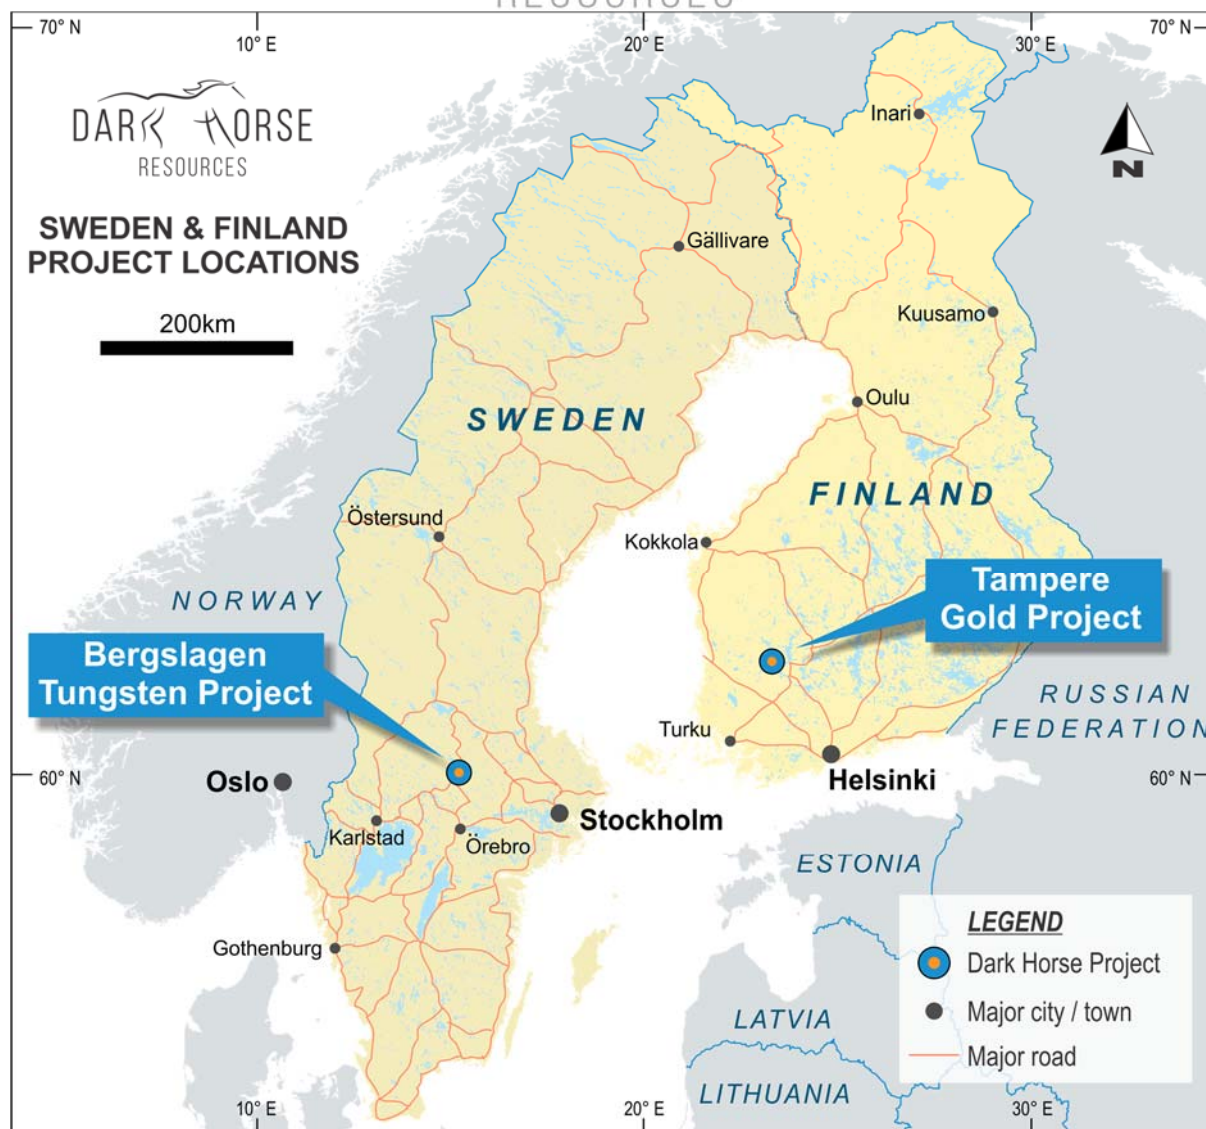 RESOURCES
70° N
10° E
20° E
30° E
70° N
DARK HORSE
RESOURCES
SWEDEN & FINLAND
PROJECT LOCATIONS
200km
N
Inari
Gällivare
Kuusamo
Oulu
SWEDEN
FINLAND
Östersund
Kokkola
NORWAY
Tampere
Gold Project
Bergslagen
Tungsten Project
RUSSIAN
FEDERATION
Turku
Helsinki
60° N
Oslo
60° N
Stockholm
Karlstad
Örebro
ESTONIA
Gothenburg
LEGEND
Dark Horse Project
Major city / town
Major road
LATVIA
LITHUANIA
10° E
20° E
30° E